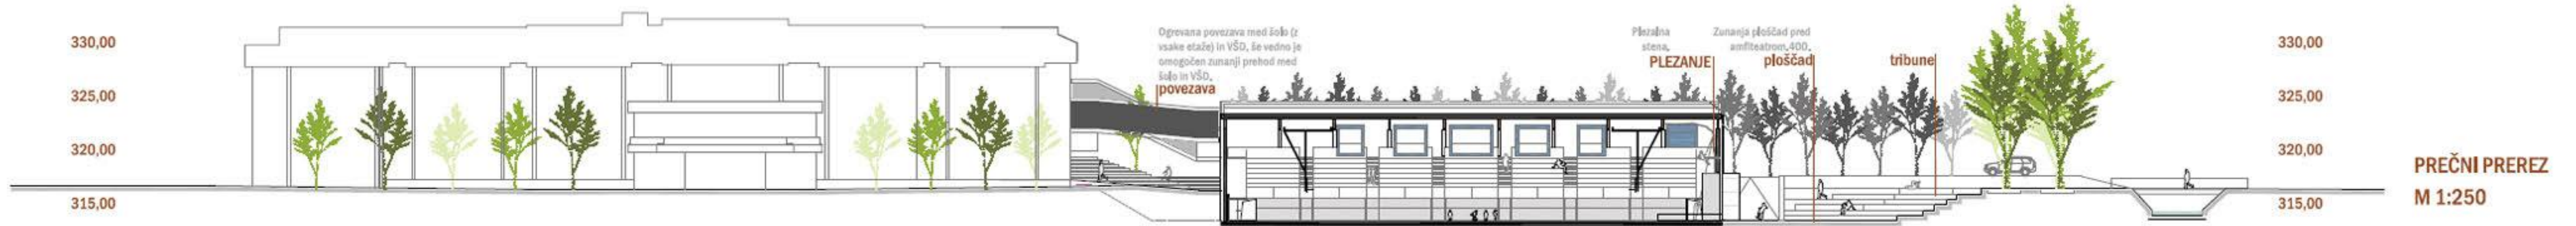 330,00
325,00
320,00
315,00
Ogrevana povezava med šolo (z
vsake etaže) in VŠD, še vedno je
omogočen zunanji prehod med
šolo in VŠD.
povezava
Plezalna
stena.
PLEZANJE
Zunanja ploščad pred
amfiteatrom.400.
ploščad
tribune
330,00
325,00
320,00
315,00
PREČNI PREREZ
M 1:250